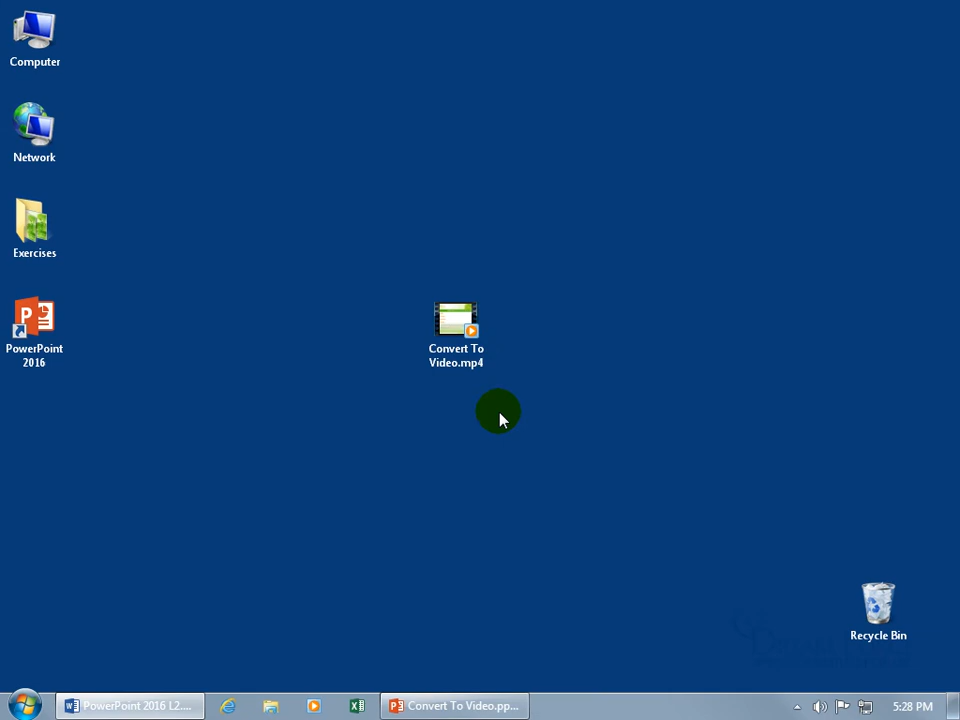 Computer
Network
Exercises
PowerPoint
2016
Convert To
Video.mp4
Recycle Bin
PowerPoint 2016 L2....
Convert To Video.pp...
5:28 PM